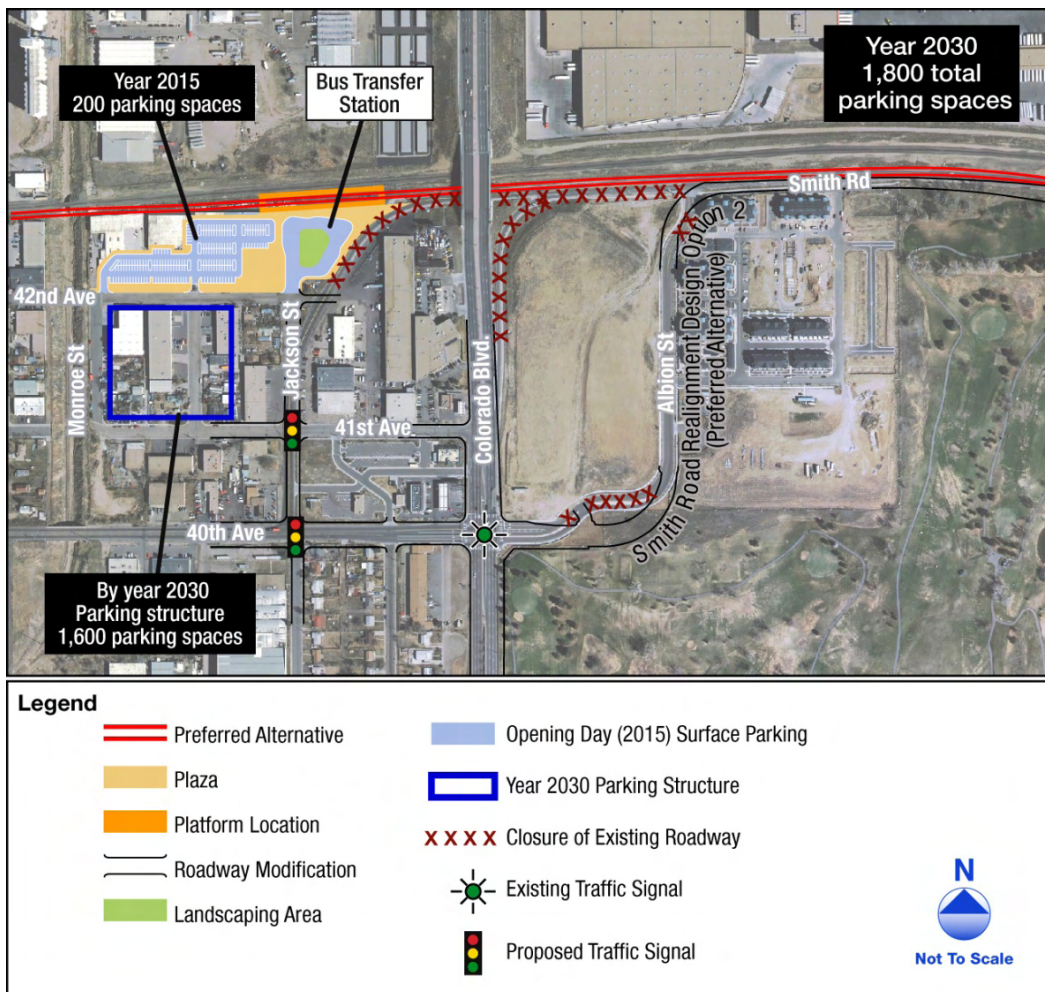 Year 2015
200 parking spaces
Bus Transfer
Station
Year 2030
1,800 total
parking spaces
Smith Rd
42nd Ave
Monroe St
Jackson St
Colorado Blvd.
Albion St
Smith Road Realignment Design Option 2
(Preferred Alternative)
41st Ave
40th Ave
By year 2030
Parking structure
1,600 parking spaces
Legend
Preferred Alternative
Plaza
Platform Location
Roadway Modification
Landscaping Area
Opening Day (2015) Surface Parking
Year 2030 Parking Structure
X X X X Closure of Existing Roadway
Existing Traffic Signal
Proposed Traffic Signal
N
Not To Scale